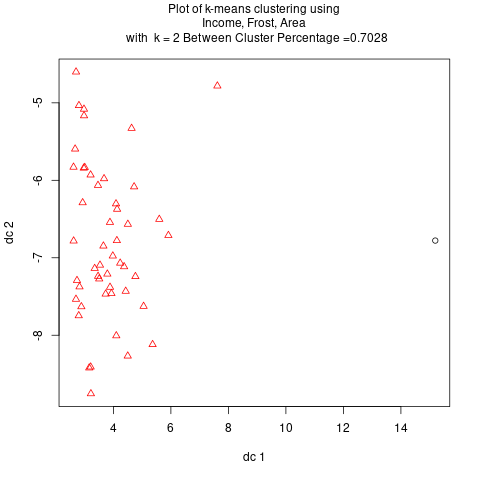 Plot of k-means clustering using
Income, Frost, Area
with  k = 2 Between Cluster Percentage =0.7028
-5
-6
-7
-8
dc 2
4 6 8 10 12 14
dc 1